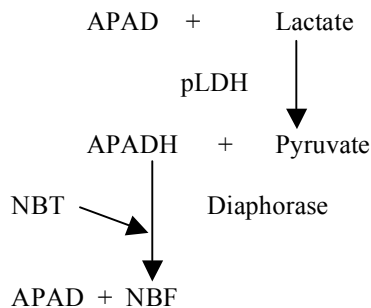 APAD + Lactate
pLDH
APADH + Pyruvate
NBT Diaphorase
APAD + NBF